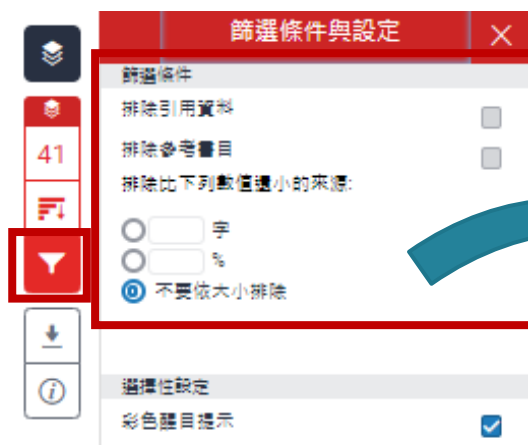 篩選條件與設定
篩選條件
排除引用資料
41
排除參考書目
排除比下列數值還小的來源:
字
%
不要依大小排除
選擇性設定
彩色醒目提示